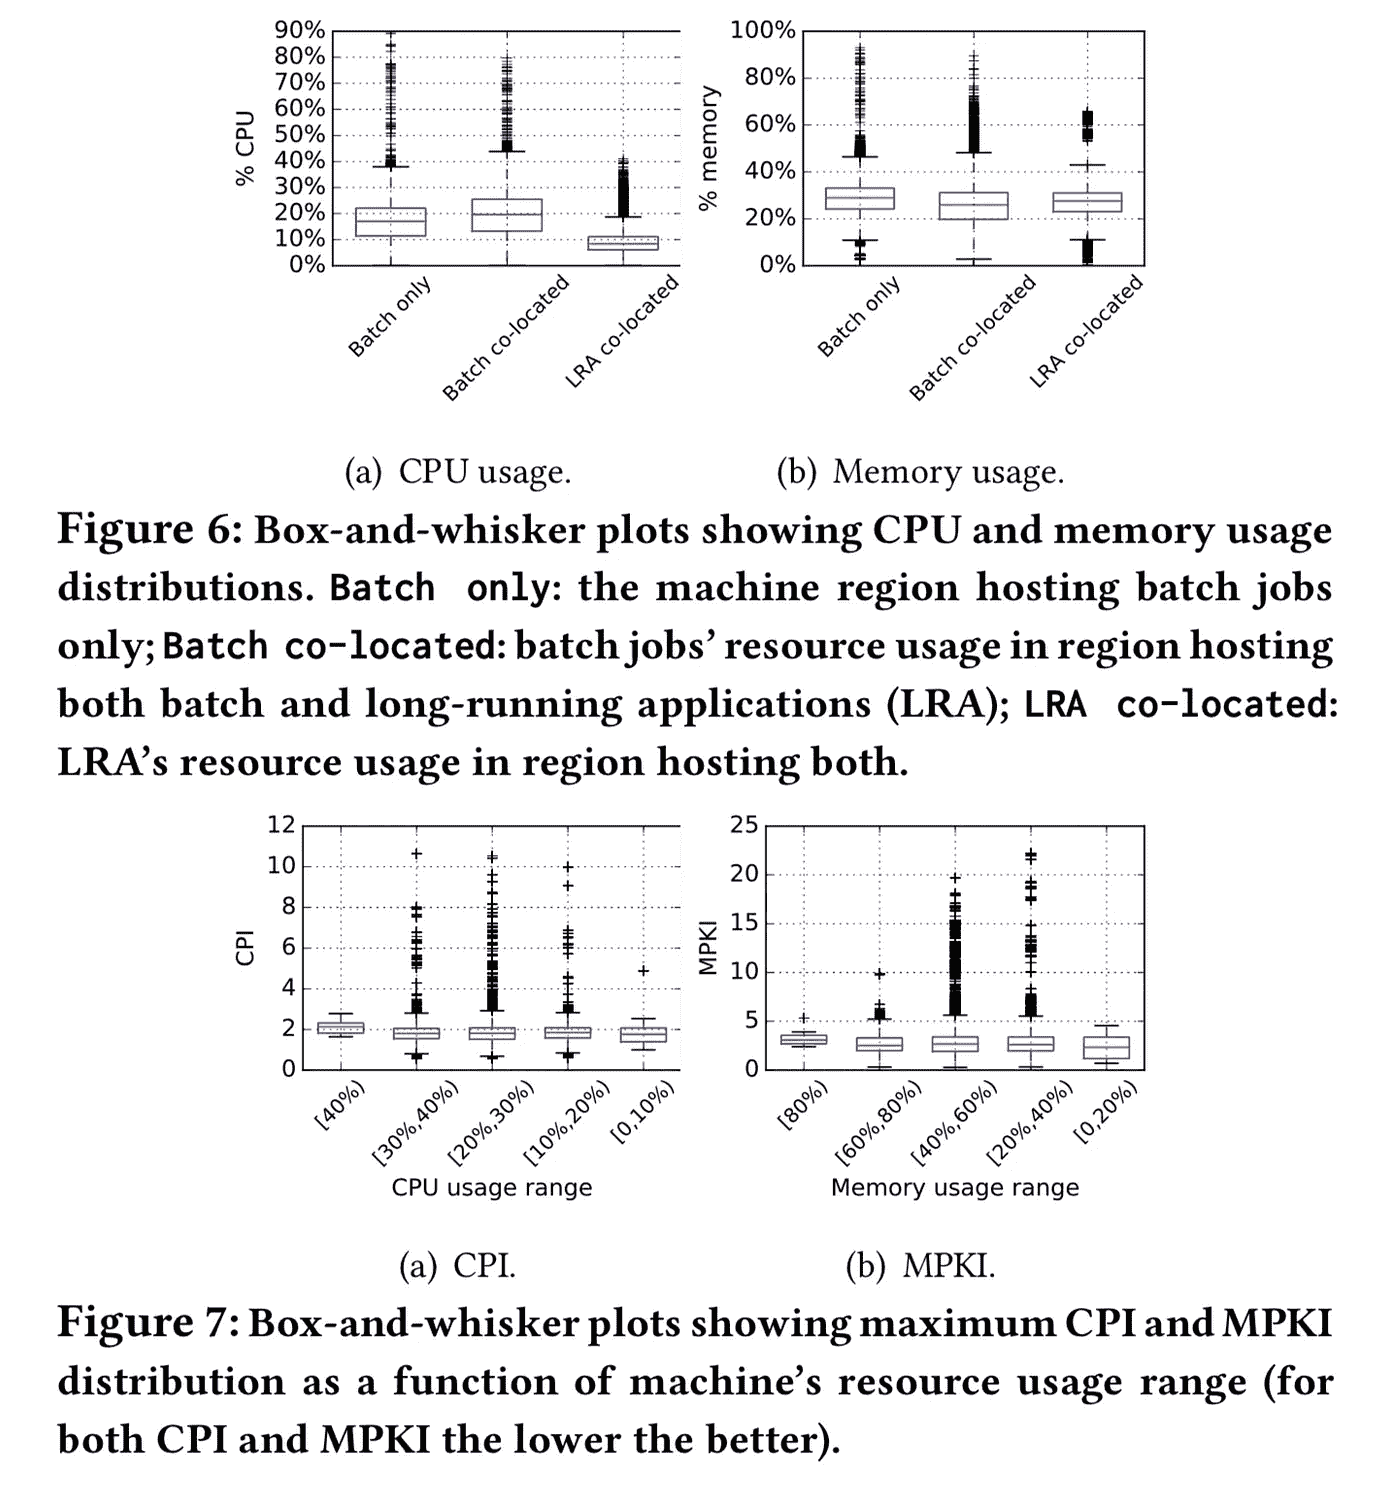 90%
80%
70%
60%
50%
40%
30%
20%
10%
0%
% CPU
Batch only
Batch co-located
LRA co-located
100%
80%
60%
40%
20%
0%
% memory
Batch only
Batch co-located
LRA co-located
(a) CPU usage.
(b) Memory usage.
Figure 6: Box-and-whisker plots showing CPU and memory usage
distributions. Batch only: the machine region hosting batch jobs
only; Batch co-located: batch jobs’ resource usage in region hosting
both batch and long-running applications (LRA); LRA co-located:
LRA’s resource usage in region hosting both.
12
10
8
6
4
2
0
CPI
[40%)
[30%,40%)
[20%,30%)
[10%,20%)
[0,10%)
CPU usage range
25
20
15
10
5
0
MPKI
[80%)
[60%,80%)
[40%,60%)
[20%,40%)
[0,20%)
Memory usage range
(a) CPI.
(b) MPKI.
Figure 7: Box-and-whisker plots showing maximum CPI and MPKI
distribution as a function of machine’s resource usage range (for
both CPI and MPKI the lower the better).